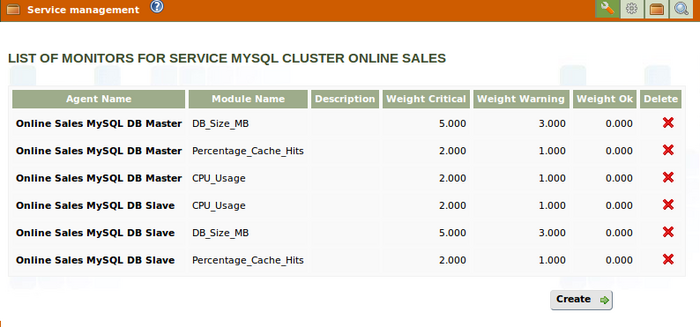 Service management
LIST OF MONITORS FOR SERVICE MYSQL CLUSTER ONLINE SALES
Agent Name Module Name Description Weight Critical Weight Warning Weight Ok Delete
Online Sales MySQL DB Master DB_Size_MB 5.000 3.000 0.000
Online Sales MySQL DB Master Percentage_Cache_Hits 2.000 1.000 0.000
Online Sales MySQL DB Master CPU_Usage 2.000 1.000 0.000
Online Sales MySQL DB Slave CPU_Usage 2.000 1.000 0.000
Online Sales MySQL DB Slave DB_Size_MB 5.000 3.000 0.000
Online Sales MySQL DB Slave Percentage_Cache_Hits 2.000 1.000 0.000
Create